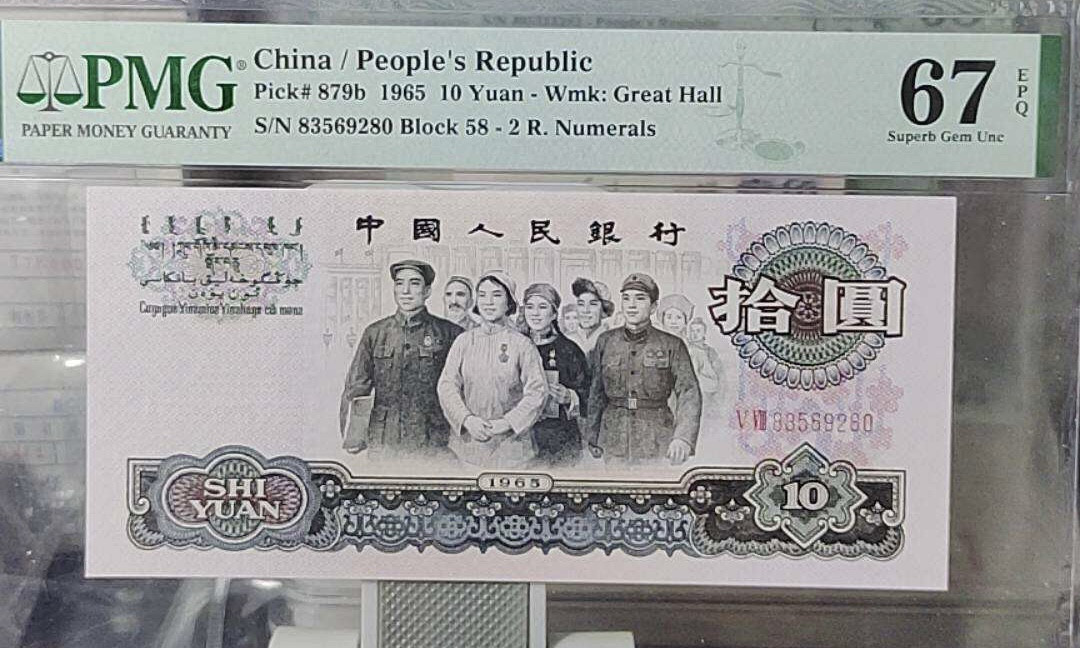 PMG®
PAPER MONEY GUARANTY
China / People's Republic
Pick# 879b 1965 10 Yuan - Wmk: Great Hall
S/N 83569280 Block 58 - 2 R. Numerals
67
EPQ
Superb Gem Unc
中國人民銀行
拾圓
V VIII 83569280
1965
SHI
YUAN
10